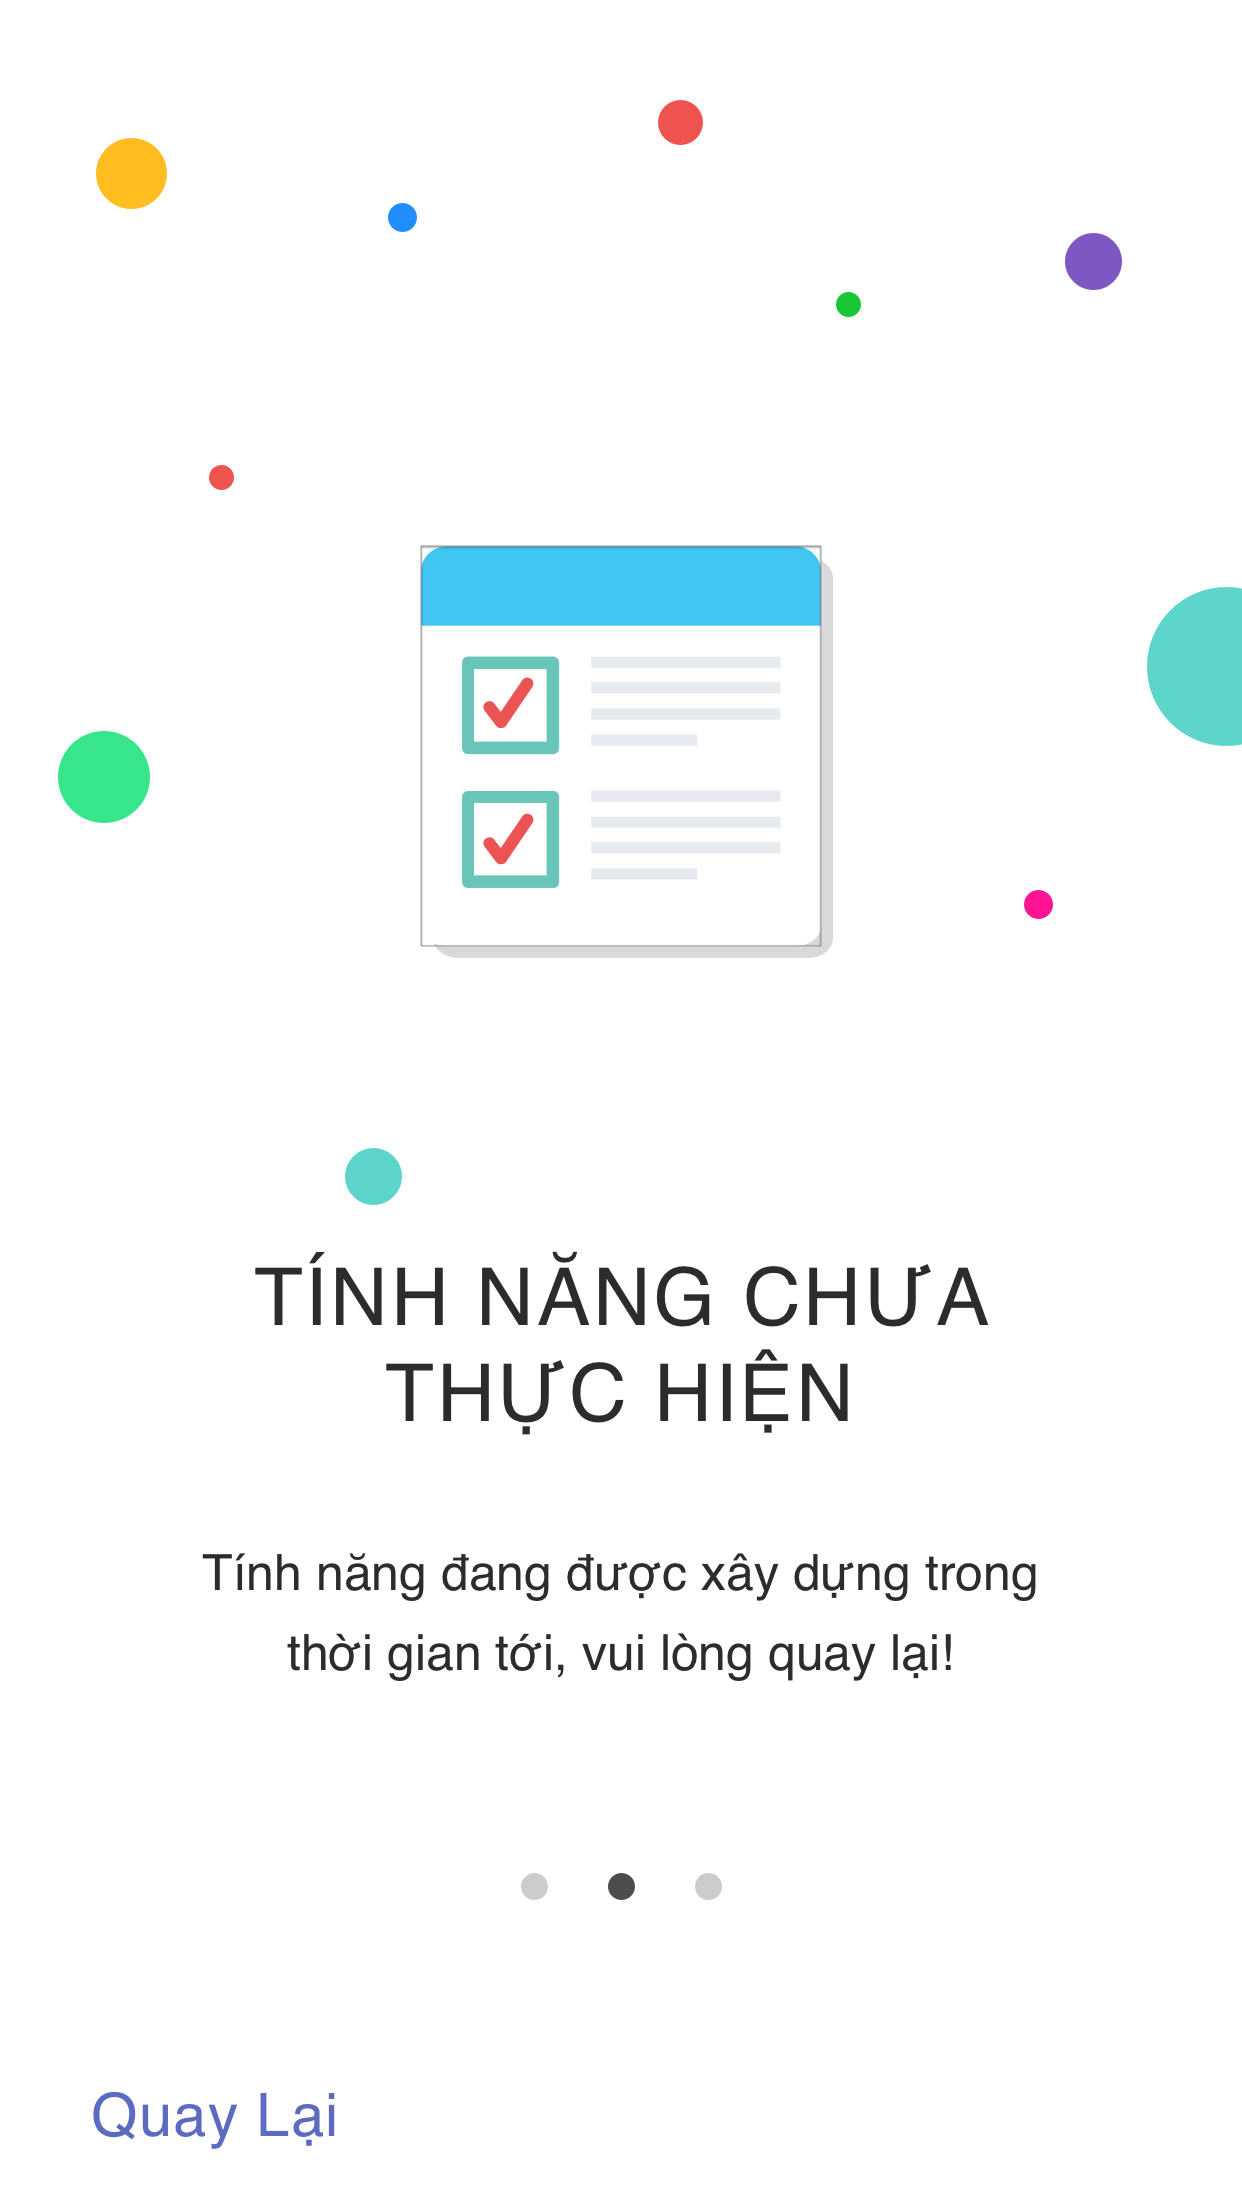 TÍNH NĂNG CHƯA
THỰC HIỆN
Tính năng đang được xây dựng trong
thời gian tới, vui lòng quay lại!
Quay Lại